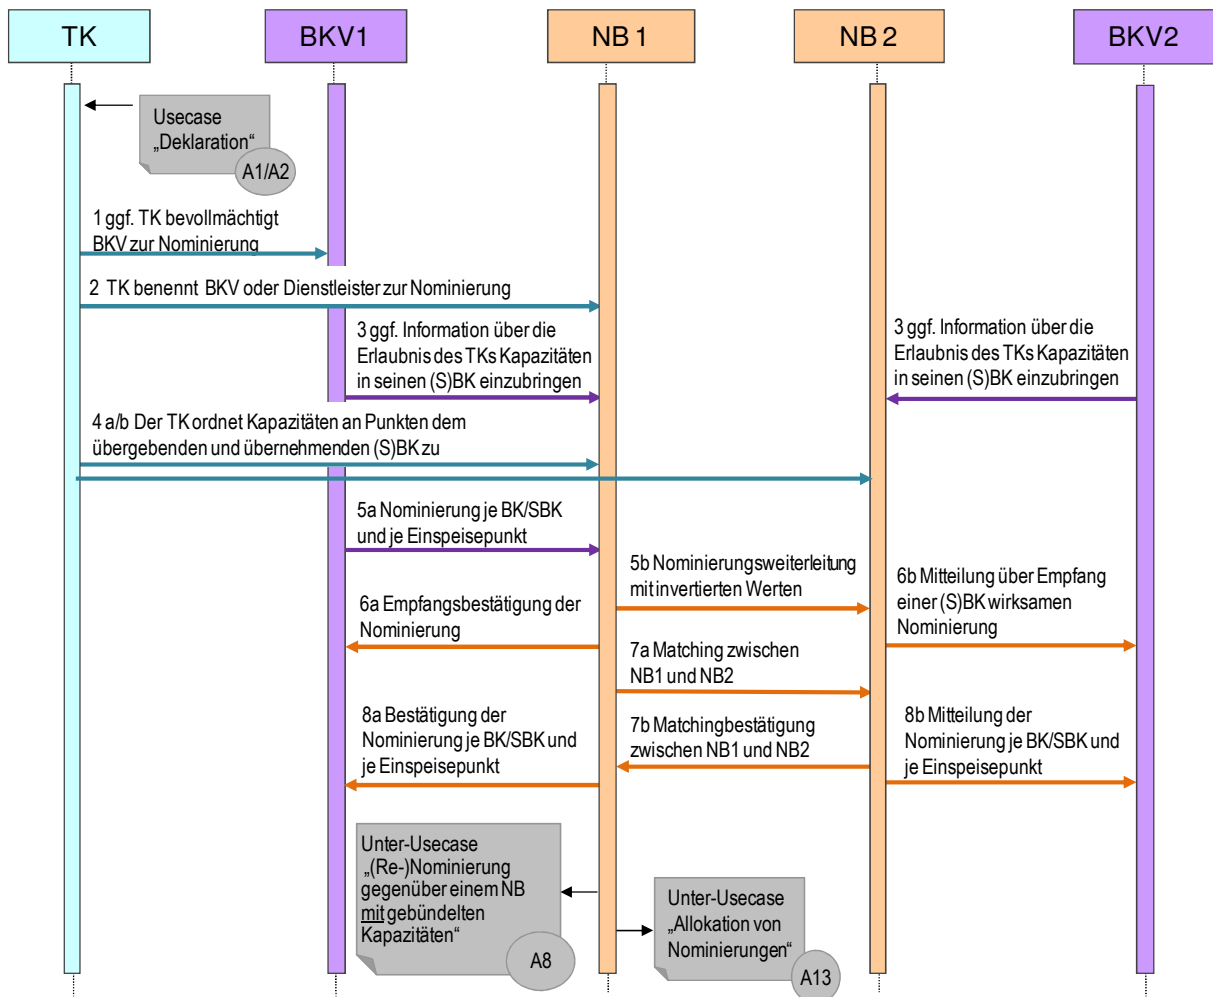 TK
BKV1
NB 1
NB 2
BKV2
Usecase
„Deklaration“
A1/A2
1 ggf. TK bevollmächtigt
BKV zur Nominierung
2 TK benennt BKV oder Dienstleister zur Nominierung
3 ggf. Information über die
Erlaubnis des TKs Kapazitäten
in seinen (S)BK einzubringen
3 ggf. Information über die
Erlaubnis des TKs Kapazitäten
in seinen (S)BK einzubringen
4 a/b Der TK ordnet Kapazitäten an Punkten dem
übergebenden und übernehmenden (S)BK zu
5a Nominierung je BK/SBK
und je Einspeisepunkt
5b Nominierungsweiterleitung
mit invertierten Werten
6a Empfangsbestätigung der
Nominierung
6b Mitteilung über Empfang
einer (S)BK wirksamen
Nominierung
7a Matching zwischen
NB1 und NB2
8a Bestätigung der
Nominierung je BK/SBK und
je Einspeisepunkt
7b Matchingbestätigung
zwischen NB1 und NB2
8b Mitteilung der
Nominierung je BK/SBK und
je Einspeisepunkt
Unter-Usecase
„(Re-)Nominierung
gegenüber einem NB
mit gebündelten
Kapazitäten“
A8
Unter-Usecase
„Allokation von
Nominierungen“
A13